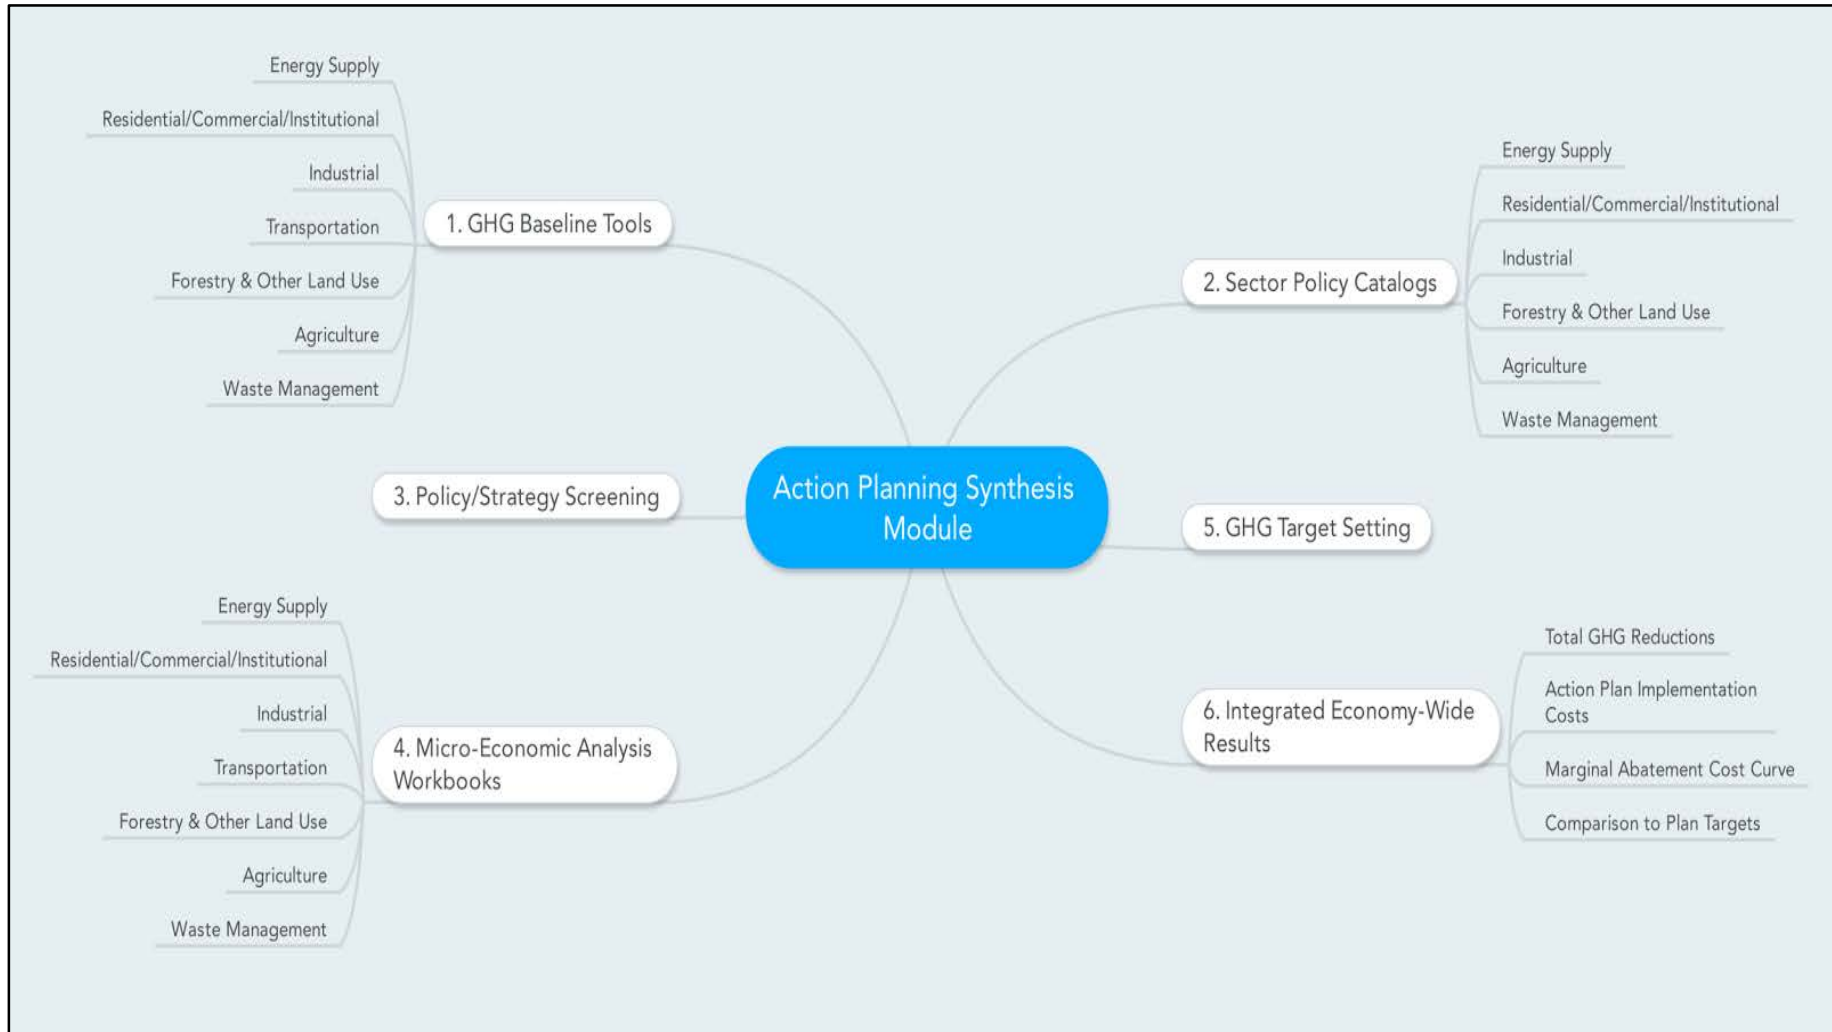 Energy Supply
Residential/Commercial/Institutional
Industrial
Transportation
Forestry & Other Land Use
Agriculture
Waste Management
1. GHG Baseline Tools
2. Sector Policy Catalogs
Energy Supply
Residential/Commercial/Institutional
Industrial
Forestry & Other Land Use
Agriculture
Waste Management
Action Planning Synthesis
Module
3. Policy/Strategy Screening
5. GHG Target Setting
Energy Supply
Residential/Commercial/Institutional
Industrial
Transportation
Forestry & Other Land Use
Agriculture
Waste Management
4. Micro-Economic Analysis
Workbooks
6. Integrated Economy-Wide
Results
Total GHG Reductions
Action Plan Implementation
Costs
Marginal Abatement Cost Curve
Comparison to Plan Targets